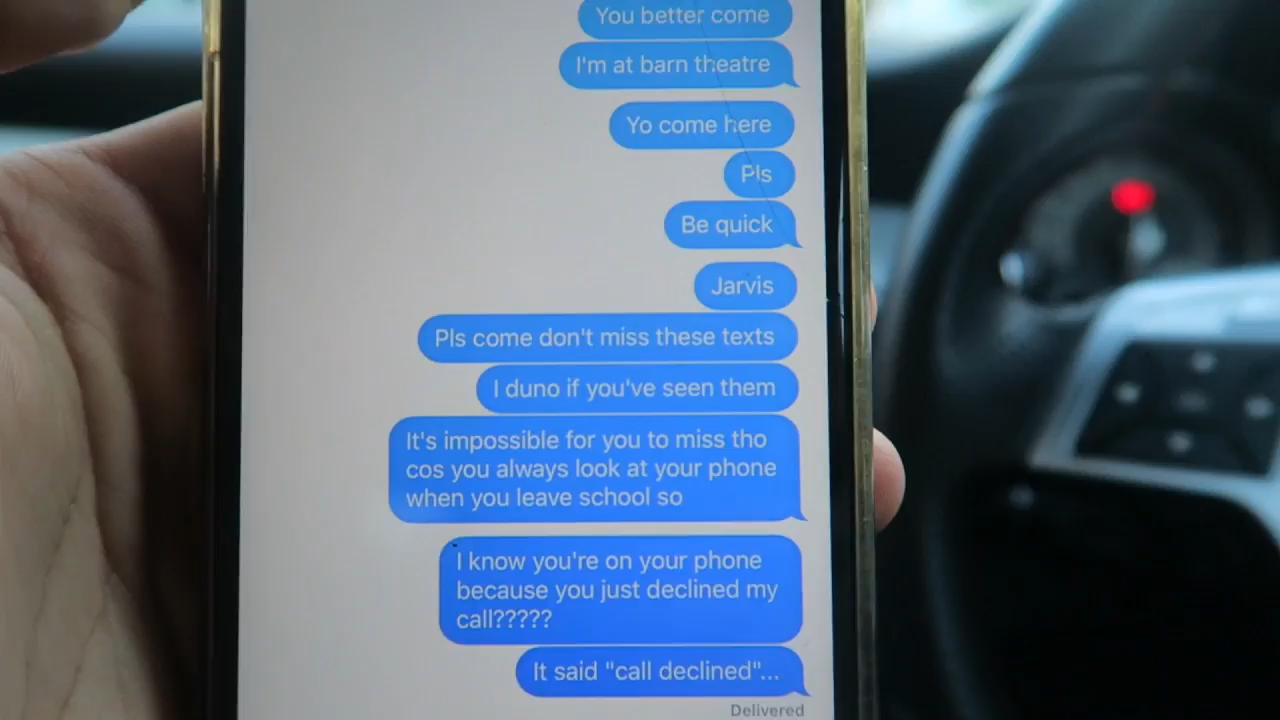 You better come
I'm at barn theatre
Yo come here
Pls
Be quick
Jarvis
Pls come don't miss these texts
I duno if you've seen them
It's impossible for you to miss tho
cos you always look at your phone
when you leave school so
I know you're on your phone
because you just declined my
call?????
It said "call declined"...
Delivered